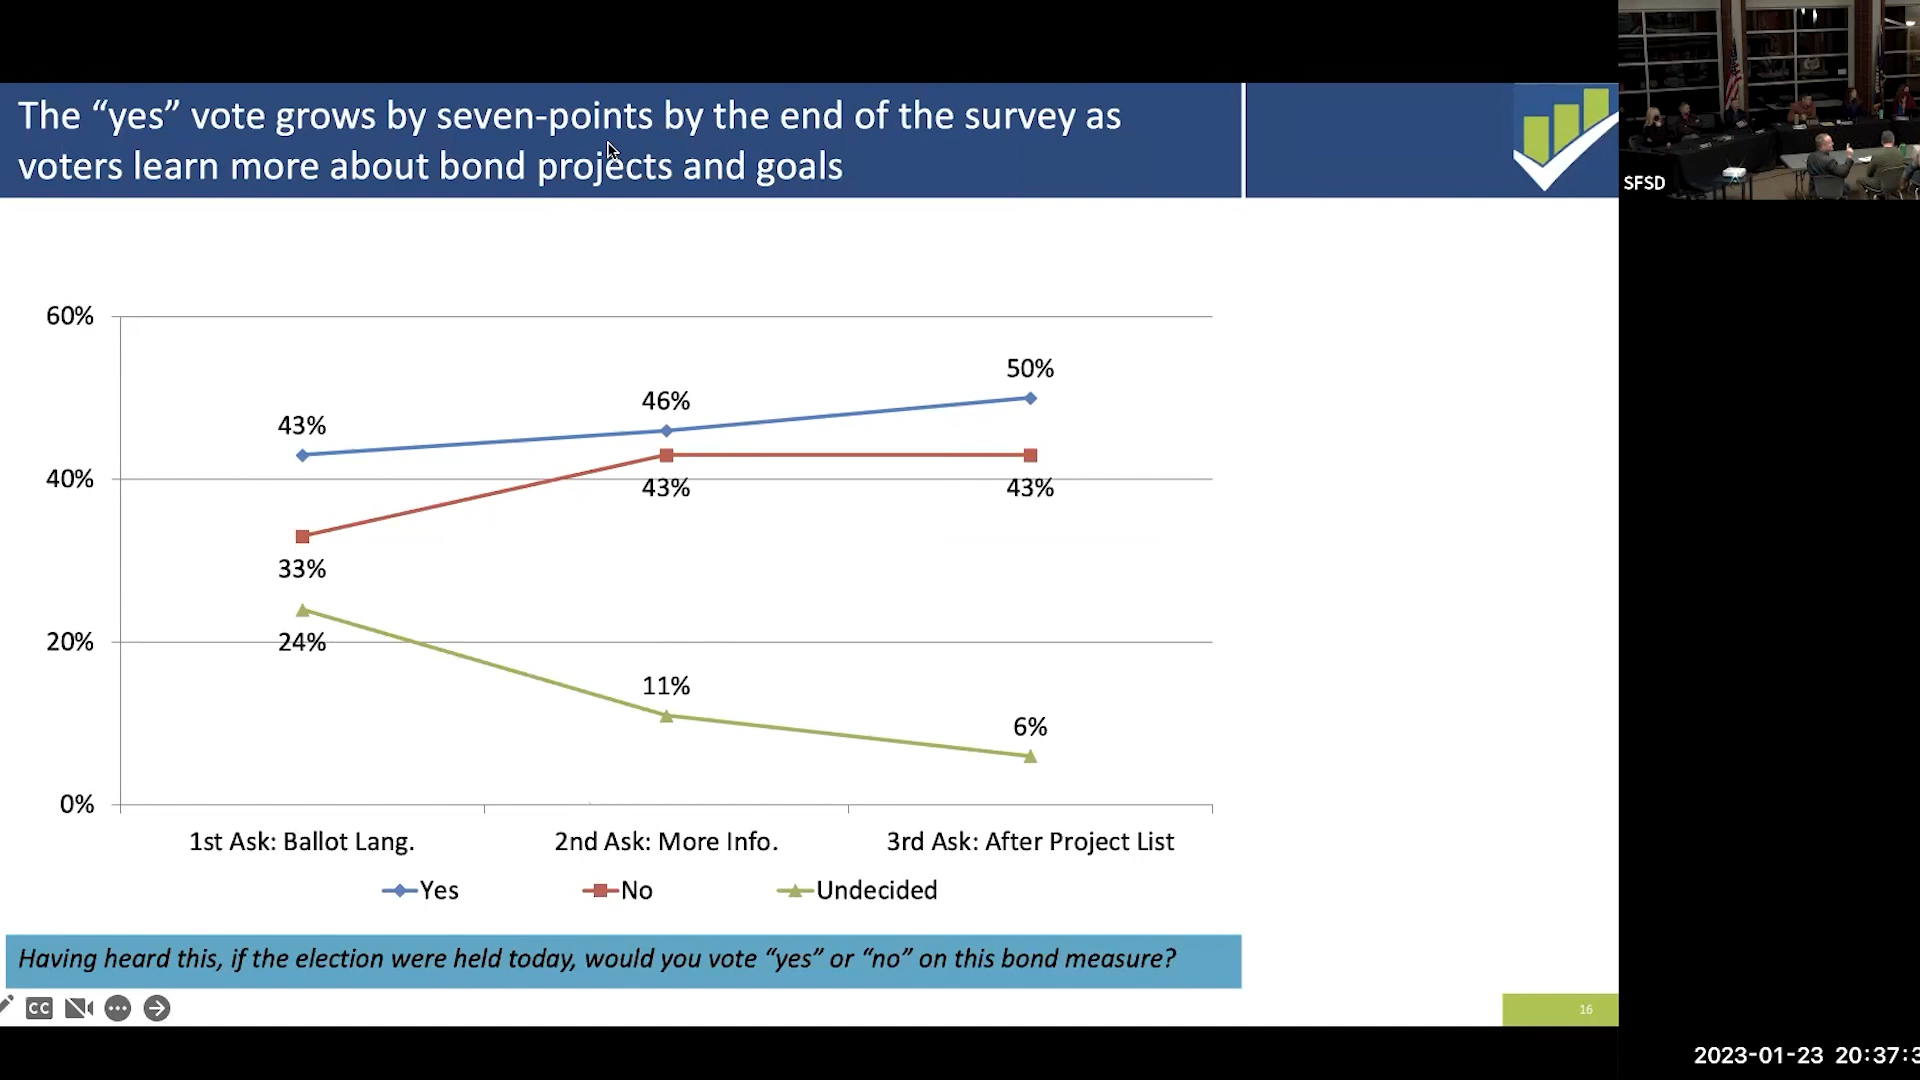 The “yes” vote grows by seven-points by the end of the survey as
voters learn more about bond projects and goals
SFSD
60%
40%
20%
0%
43%
46%
50%
33%
43%
43%
24%
11%
6%
1st Ask: Ballot Lang.
2nd Ask: More Info.
3rd Ask: After Project List
Yes
No
Undecided
Having heard this, if the election were held today, would you vote “yes” or “no” on this bond measure?
CC
16
2023-01-23 20:37:3